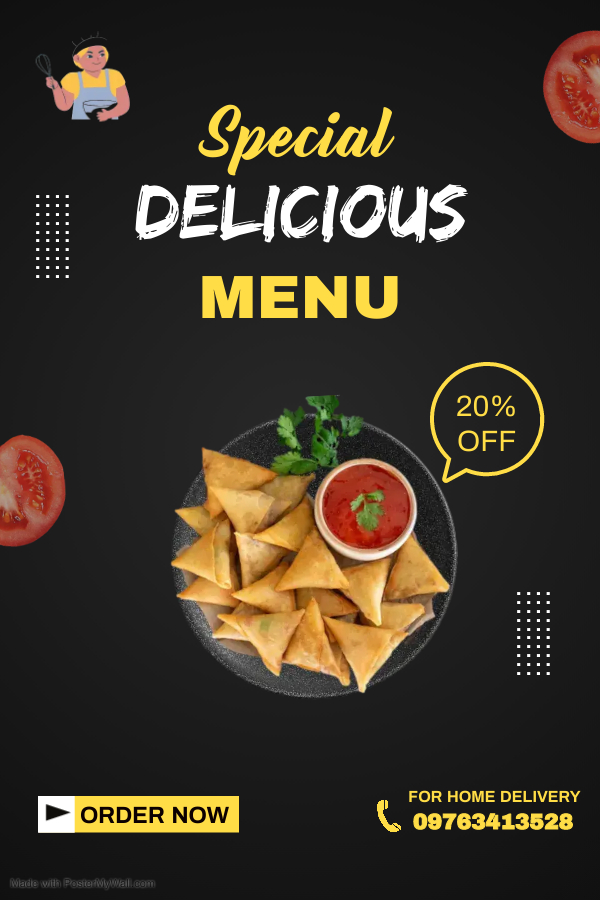 Special
DELICIOUS
MENU
20%
OFF
ORDER NOW
FOR HOME DELIVERY
09763413528
Made with PosterMyWall.com